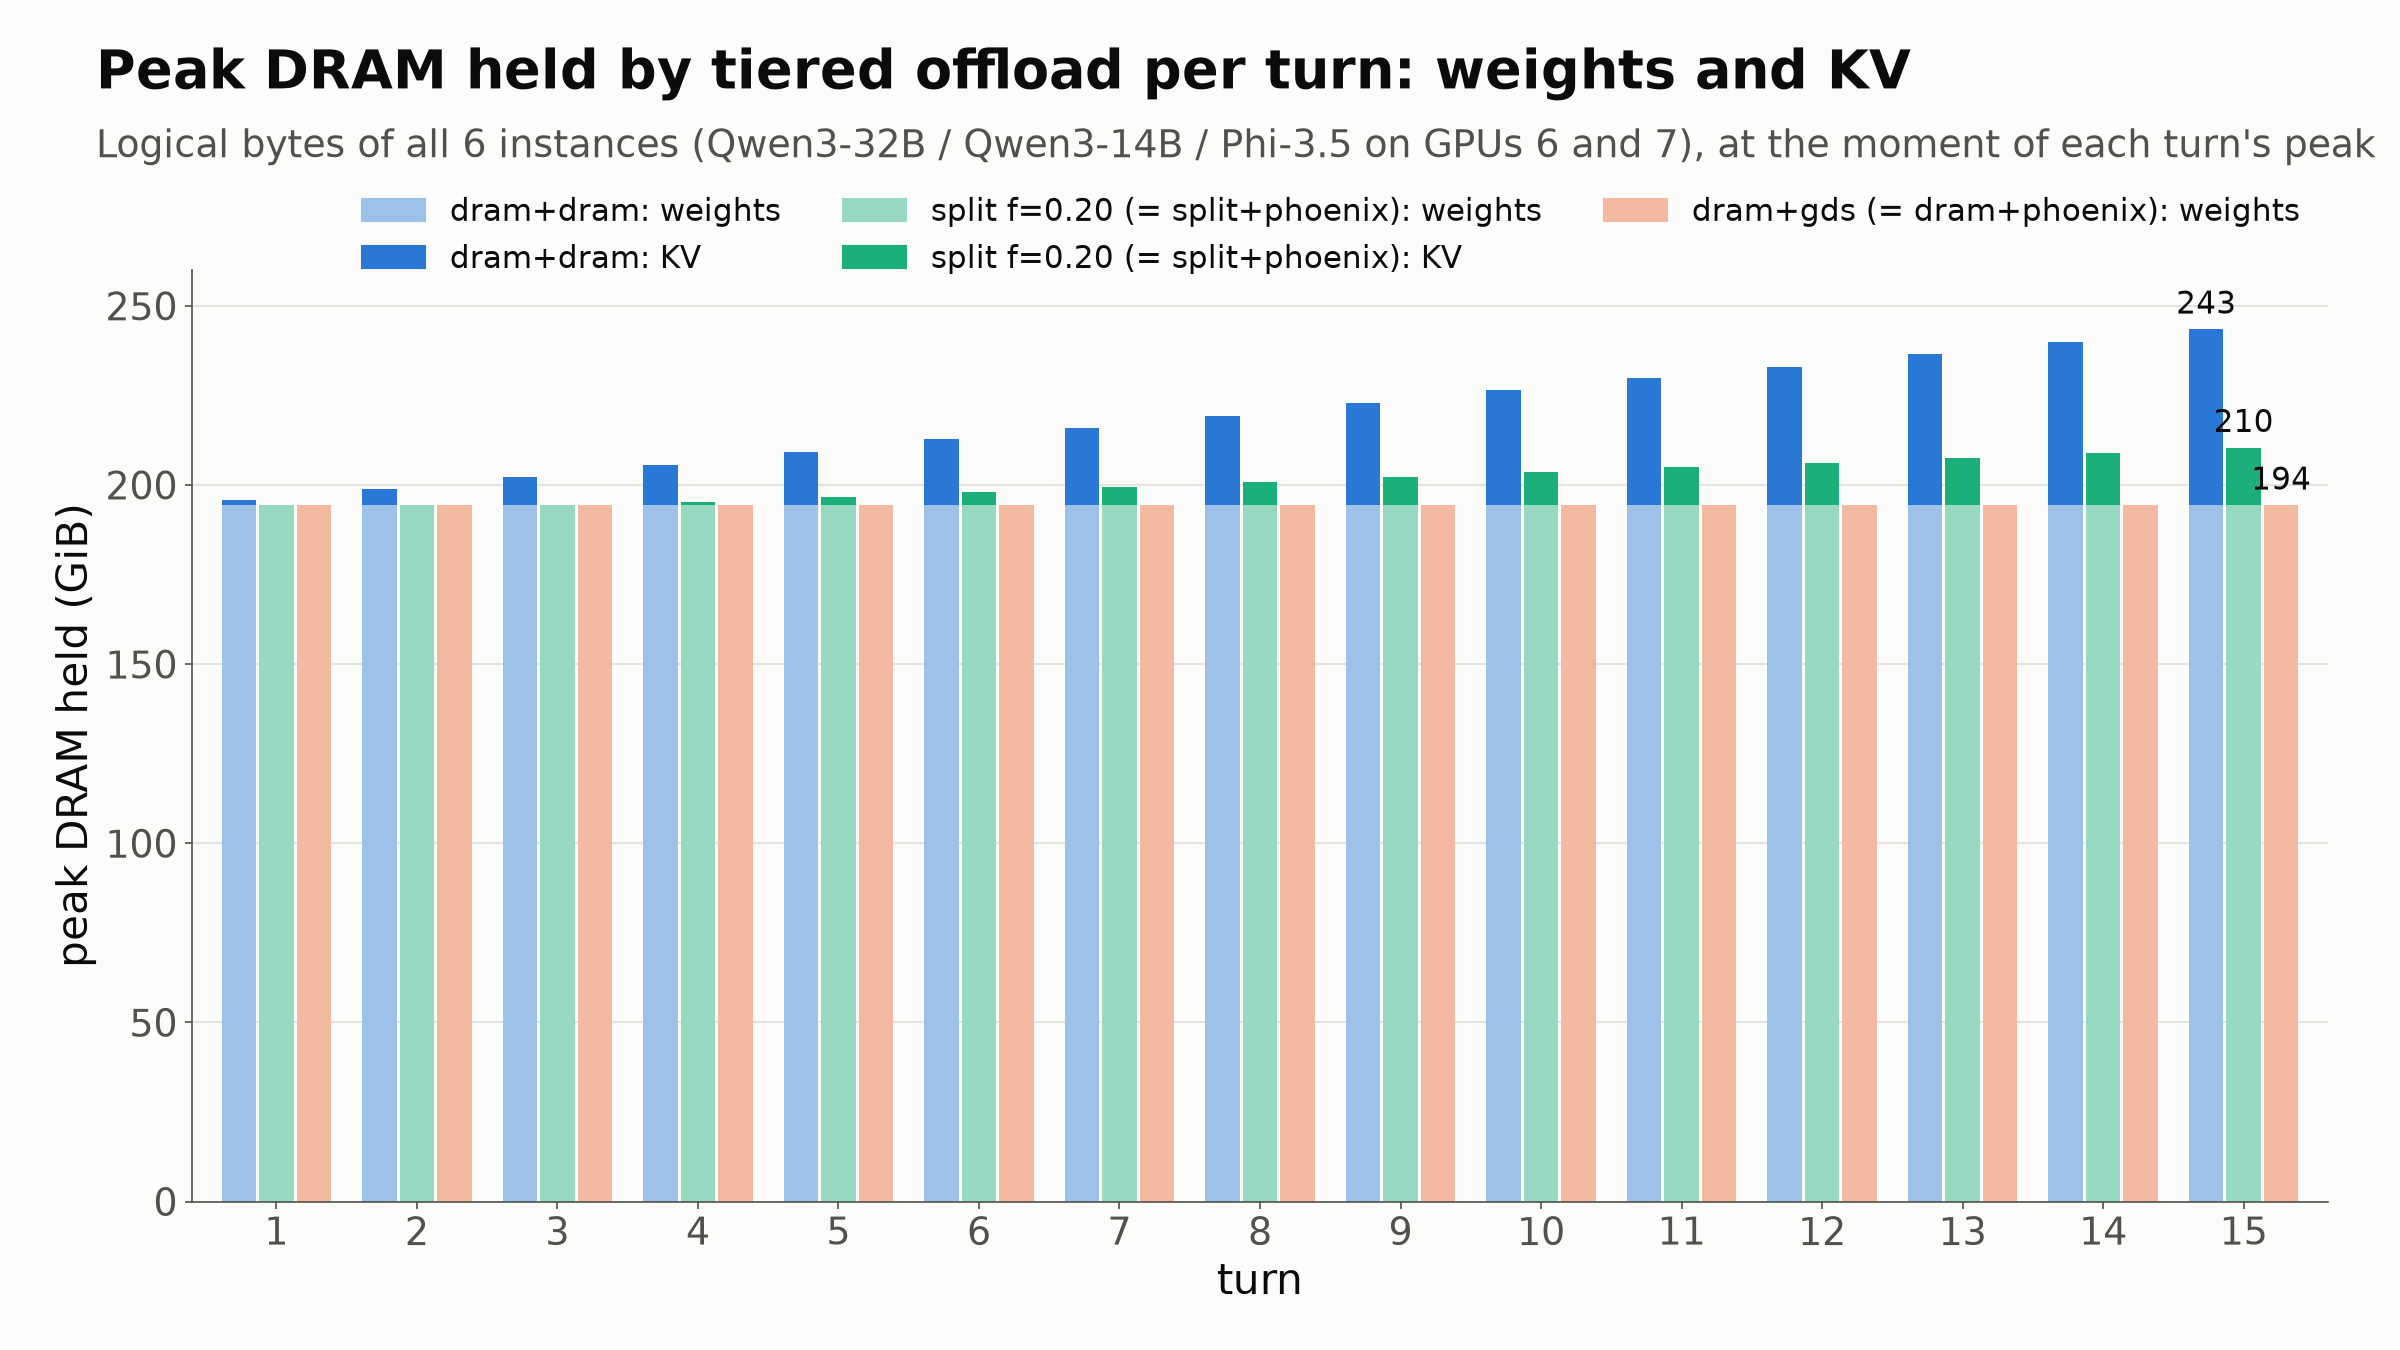 Peak DRAM held by tiered offload per turn: weights and KV
Logical bytes of all 6 instances (Qwen3-32B / Qwen3-14B / Phi-3.5 on GPUs 6 and 7), at the moment of each turn's peak
dram+dram: weights
dram+dram: KV
split f=0.20 (= split+phoenix): weights
split f=0.20 (= split+phoenix): KV
dram+gds (= dram+phoenix): weights
peak DRAM held (GiB)
250
200
150
100
50
0
243
210
194
1 2 3 4 5 6 7 8 9 10 11 12 13 14 15
turn